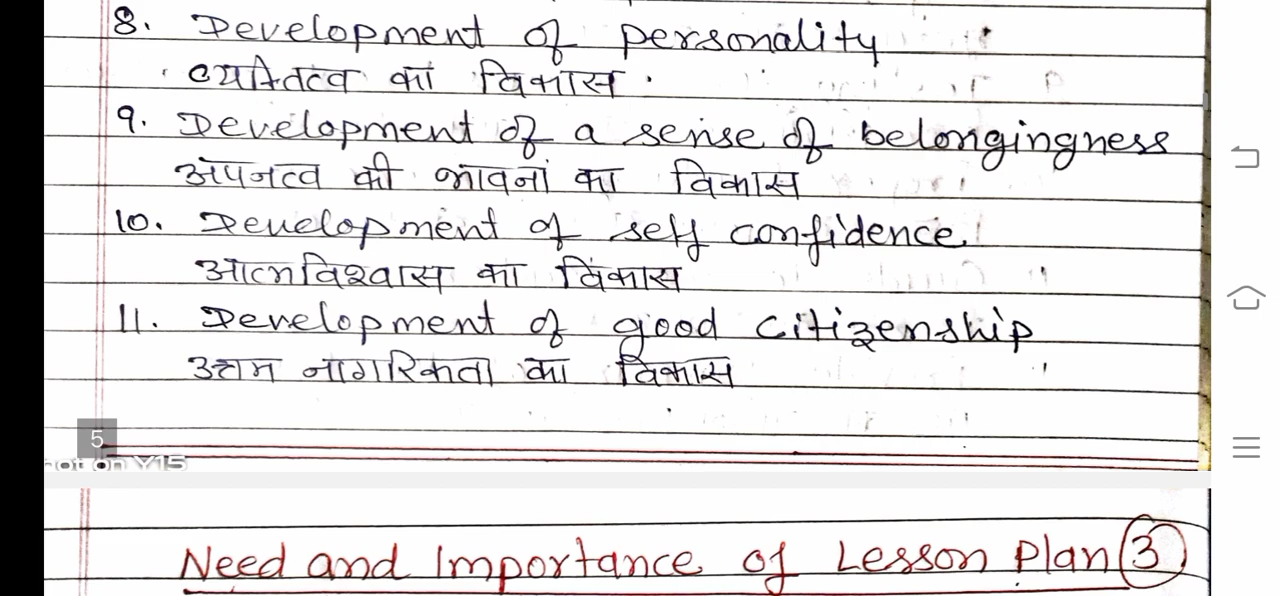 8. Development of personality
व्यक्तित्व का विकास
9. Development of a sense of belongingness
अपनत्व की भावना का विकास
10. Development of self confidence
आत्मविश्वास का विकास
11. Development of good citizenship
उत्तम नागरिकता का विकास
5
hot on Y15
Need and Importance of Lesson Plan 3